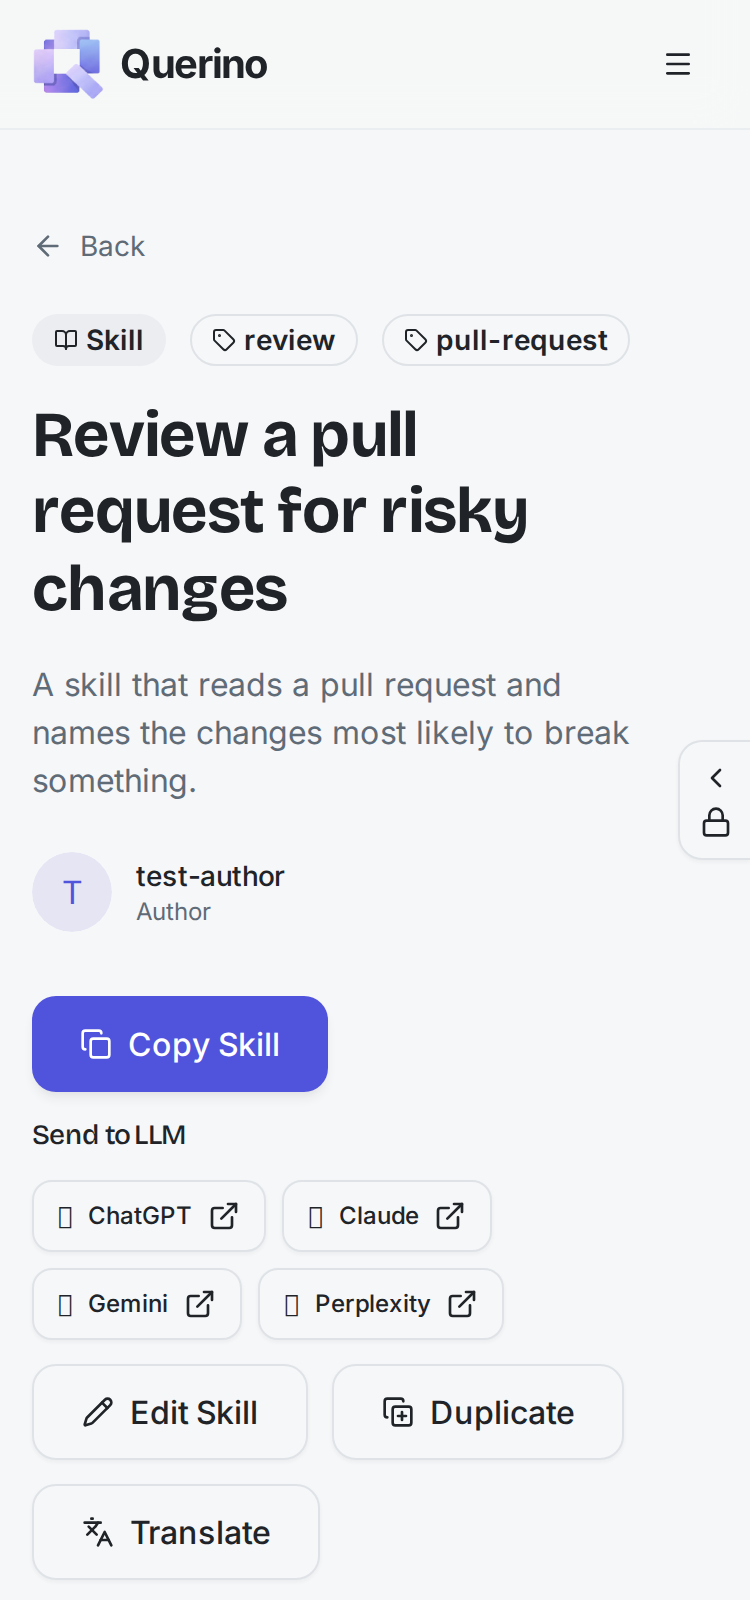 Querino
Back
Skill
review
pull-request
Review a pull
request for risky
changes
A skill that reads a pull request and
names the changes most likely to break
something.
T
test-author
Author
Copy Skill
Send to LLM
ChatGPT
Claude
Gemini
Perplexity
Edit Skill
Duplicate
Translate